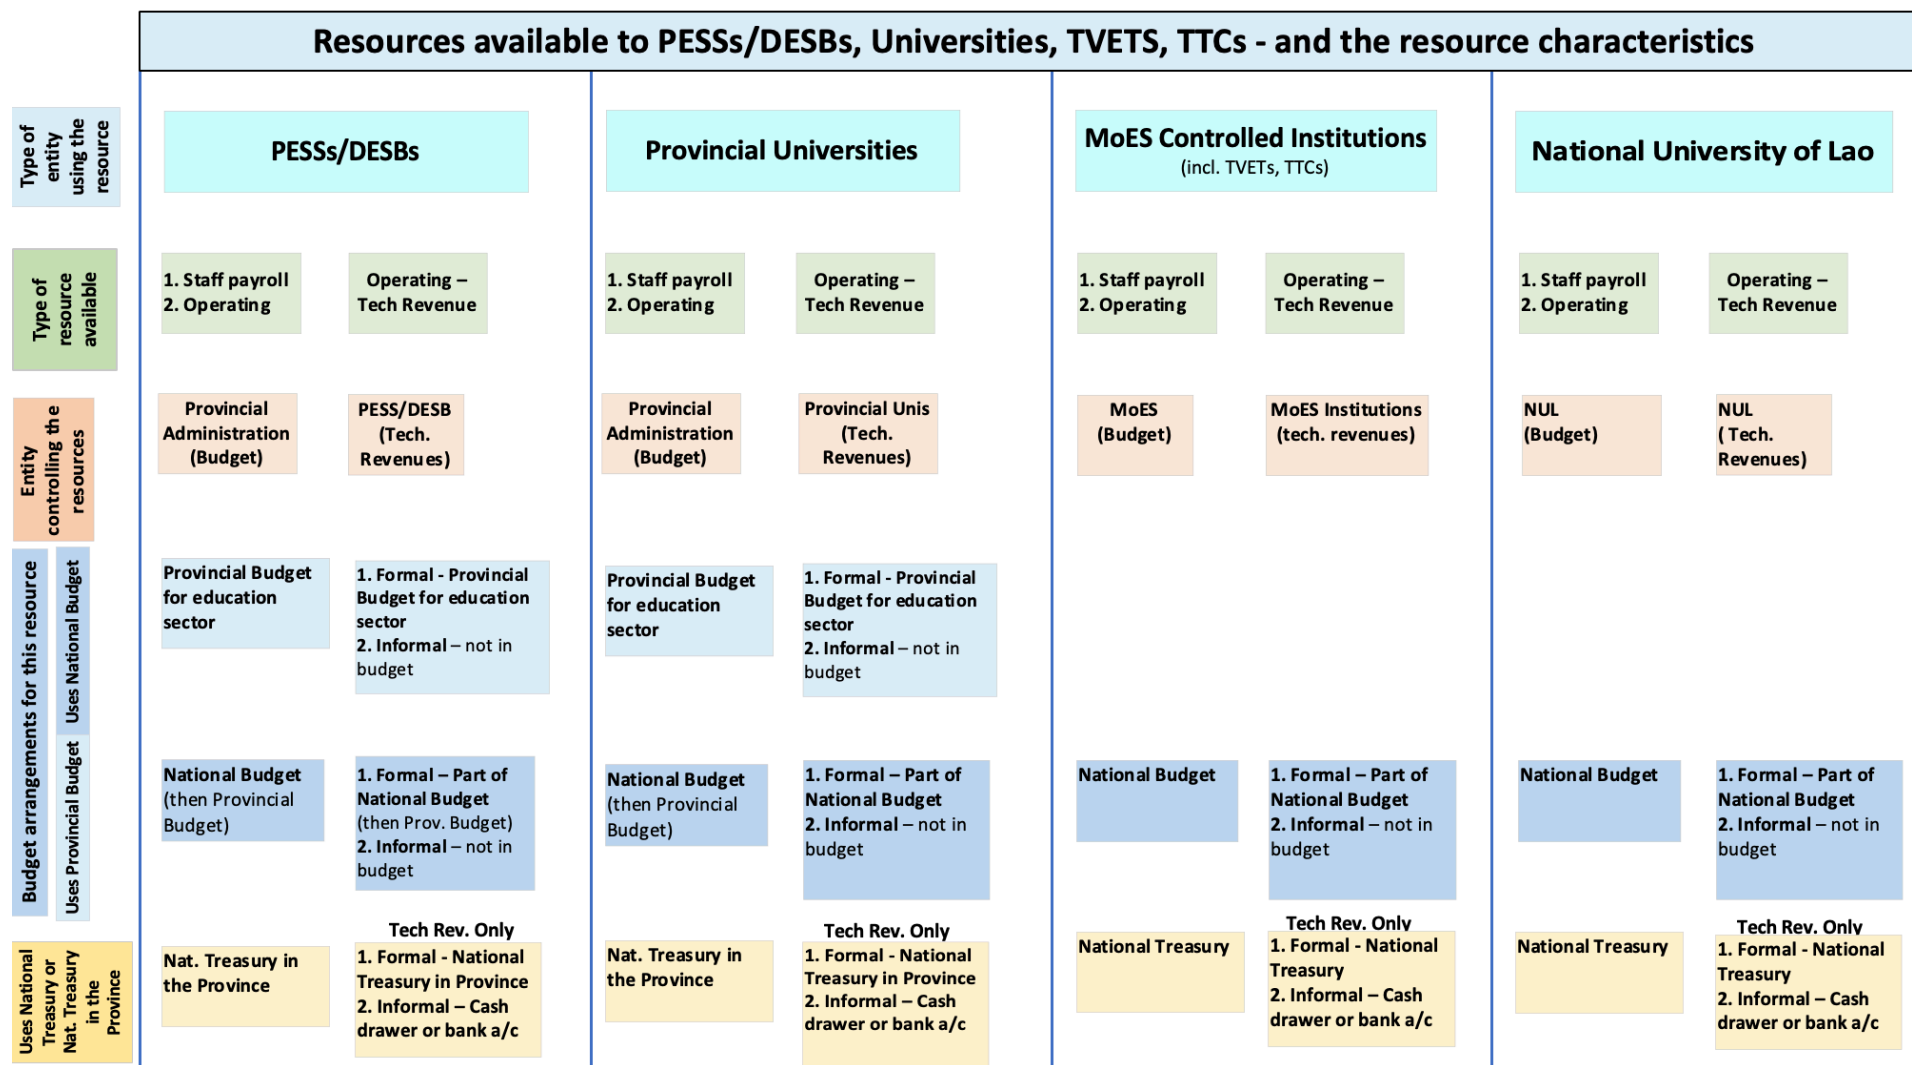 Resources available to PESSs/DESBs, Universities, TVETS, TTCs - and the resource characteristics
Type of
entity
using the
resource
PESSs/DESBs
Provincial Universities
MoES Controlled Institutions
(incl. TVETs, TTCs)
National University of Lao
Type of
resource
available
1. Staff payroll
2. Operating
Operating –
Tech Revenue
1. Staff payroll
2. Operating
Operating –
Tech Revenue
1. Staff payroll
2. Operating
Operating –
Tech Revenue
1. Staff payroll
2. Operating
Operating –
Tech Revenue
Entity
controlling the
resources
Provincial
Administration
(Budget)
PESS/DESB
(Tech.
Revenues)
Provincial
Administration
(Budget)
Provincial Unis
(Tech.
Revenues)
MoES
(Budget)
MoES Institutions
(tech. revenues)
NUL
(Budget)
NUL
( Tech.
Revenues)
Budget arrangements for this resource
Uses National Budget
Provincial Budget
for education
sector
1. Formal - Provincial
Budget for education
sector
2. Informal – not in
budget
Provincial Budget
for education
sector
1. Formal - Provincial
Budget for education
sector
2. Informal – not in
budget
Uses Provincial Budget
National Budget
(then Provincial
Budget)
1. Formal – Part of
National Budget
(then Prov. Budget)
2. Informal – not in
budget
National Budget
(then Provincial
Budget)
1. Formal – Part of
National Budget
2. Informal – not in
budget
National Budget
1. Formal – Part of
National Budget
2. Informal – not in
budget
National Budget
1. Formal – Part of
National Budget
2. Informal – not in
budget
Uses National
Treasury or
Nat. Treasury
in the
Province
Nat. Treasury in
the Province
Tech Rev. Only
1. Formal - National
Treasury in Province
2. Informal – Cash
drawer or bank a/c
Nat. Treasury in
the Province
Tech Rev. Only
1. Formal - National
Treasury in Province
2. Informal – Cash
drawer or bank a/c
National Treasury
Tech Rev. Only
1. Formal - National
Treasury
2. Informal – Cash
drawer or bank a/c
National Treasury
Tech Rev. Only
1. Formal - National
Treasury
2. Informal – Cash
drawer or bank a/c